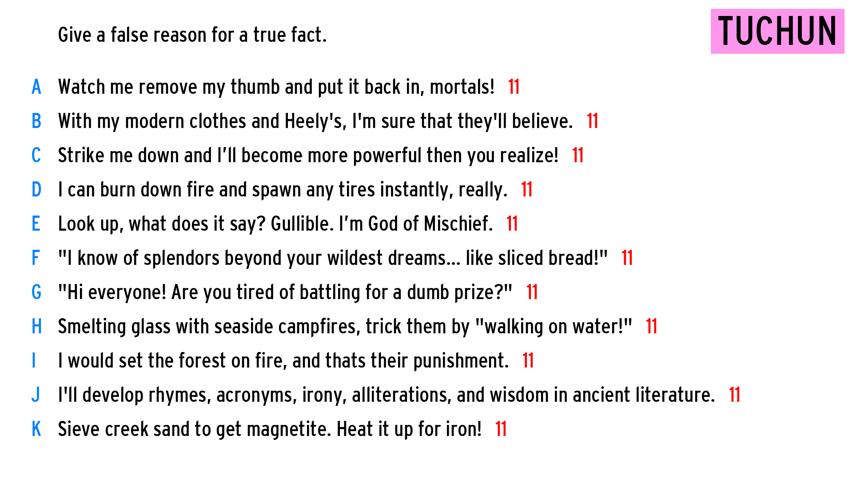 Give a false reason for a true fact.
TUCHUN
A Watch me remove my thumb and put it back in, mortals! 11
B With my modern clothes and Heely's, I'm sure that they'll believe. 11
C Strike me down and I’ll become more powerful then you realize! 11
D I can burn down fire and spawn any tires instantly, really. 11
E Look up, what does it say? Gullible. I’m God of Mischief. 11
F "I know of splendors beyond your wildest dreams... like sliced bread!" 11
G "Hi everyone! Are you tired of battling for a dumb prize?" 11
H Smelting glass with seaside campfires, trick them by "walking on water!" 11
I I would set the forest on fire, and thats their punishment. 11
J I'll develop rhymes, acronyms, irony, alliterations, and wisdom in ancient literature. 11
K Sieve creek sand to get magnetite. Heat it up for iron! 11